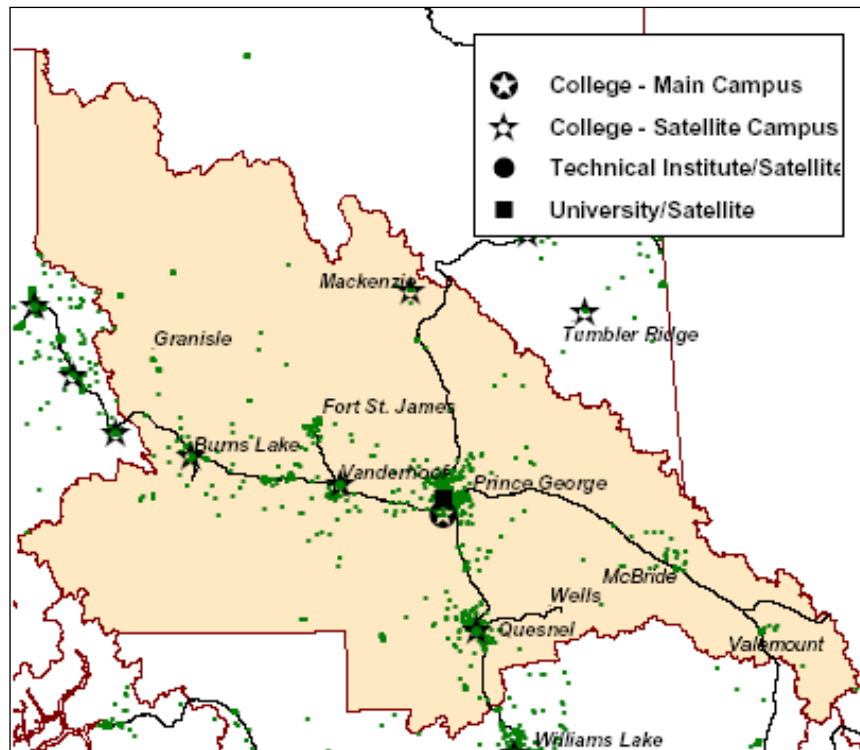 College - Main Campus
College - Satellite Campus
Technical Institute/Satellite
University/Satellite
Mackenzie
Tumbler Ridge
Granisle
Fort St. James
Burns Lake
Vanderhoof
Prince George
McBride
Wells
Quesnel
Valemount
Williams Lake